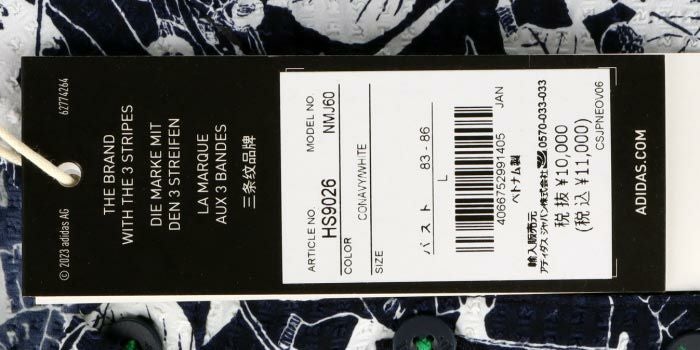 62774264
© 2023 adidas AG
THE BRAND
WITH THE 3 STRIPES
DIE MARKE MIT
DEN 3 STREIFEN
LA MARQUE
AUX 3 BANDES
三条纹品牌
ARTICLE NO. MODEL NO.
HS9026 NMJ60
COLOR
CONAVY/WHITE
SIZE
バスト 83 - 86
L
4066752991405 JAN
ベトナム製
輸入販売元
アディダス ジャパン(株)会社 0570-033-033
税 抜 ¥10,000
(税 込 ¥11,000)
CSJPNEOV06
ADIDAS.COM